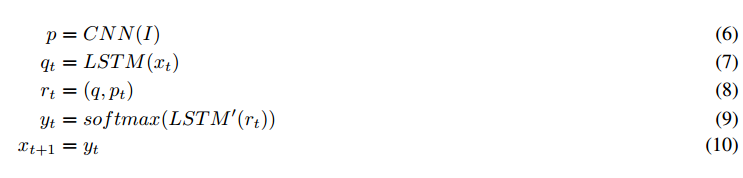 p = CNN(I) (6)
q_t = LSTM(x_t) (7)
r_t = (q, p_t) (8)
y_t = softmax(LSTM′(r_t)) (9)
x_{t+1} = y_t (10)